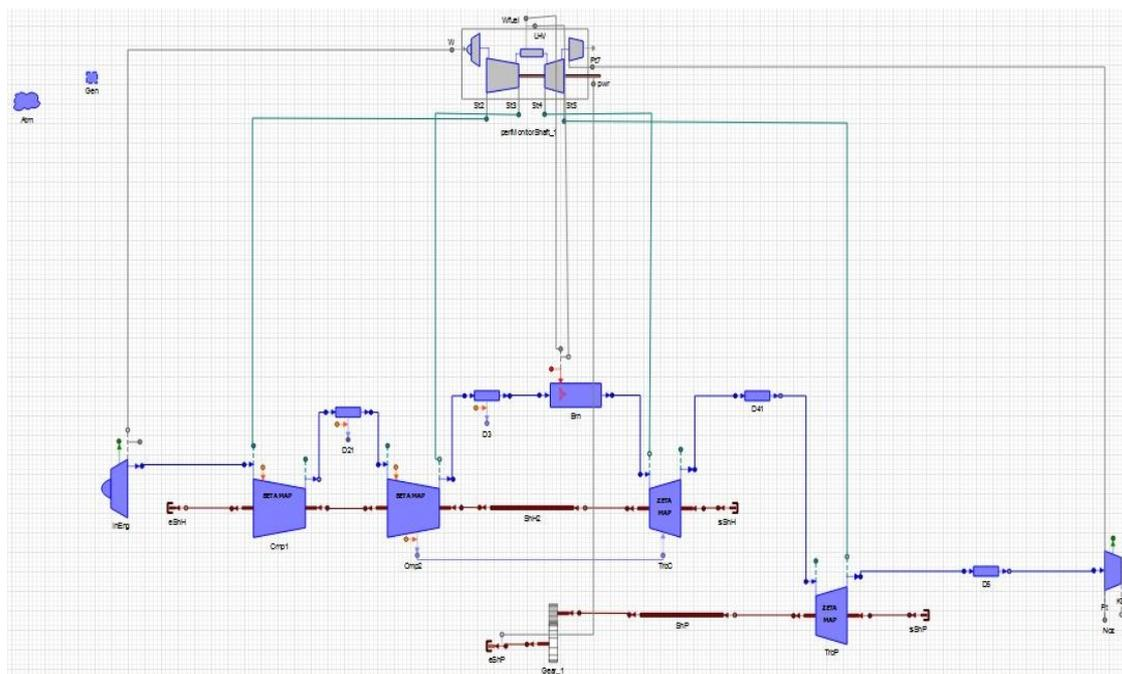 Wfuel
LHV
W
Pt7
pwr
Gen
Atm
St2
St3
St4
St5
perfMonitorShaft_1
D21
D3
Brn
D41
InEng
eShH
BETA MAP
Cmp1
BETA MAP
Cmp2
ShH2
ZETA
MAP
TrbC
sShH
ZETA
MAP
TrbP
ShP
sShP
eShP
Gear_1
D5
Noz